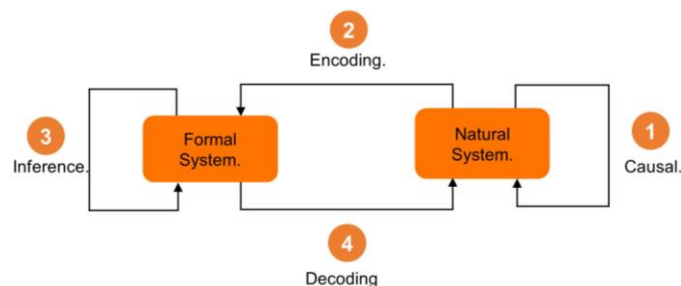 2
Encoding.
3
Inference.
Formal
System.
Natural
System.
1
Causal.
4
Decoding